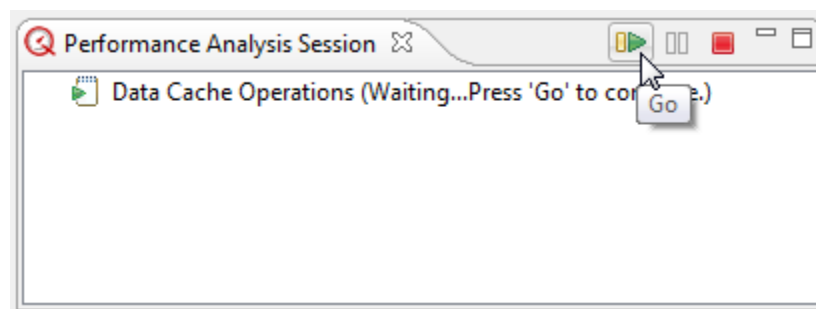 Performance Analysis Session
Data Cache Operations (Waiting...Press 'Go' to
Go